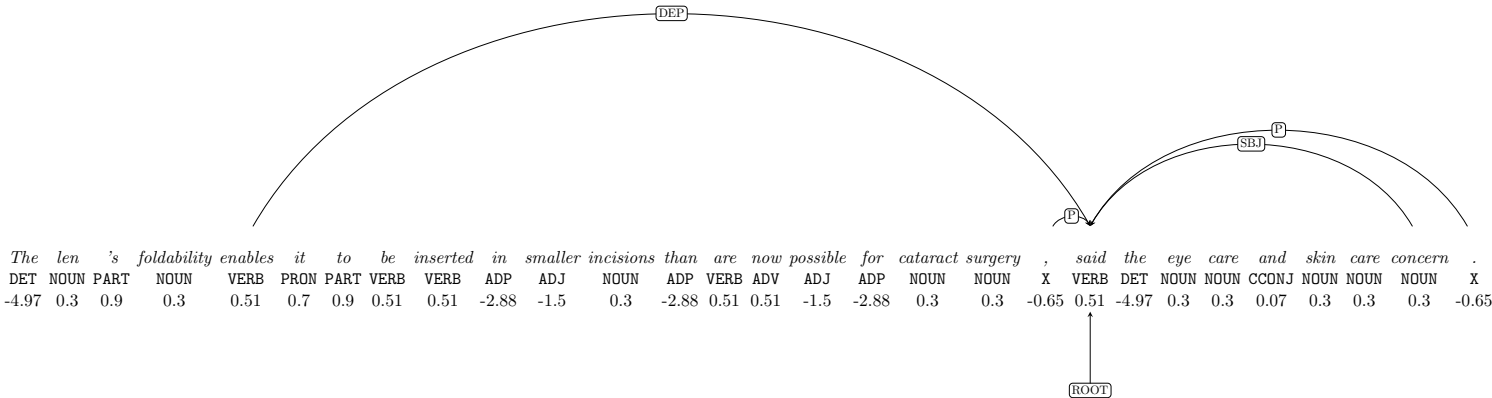 DEP
P
SBJ
P
The len 's foldability enables it to be inserted in smaller incisions than are now possible for cataract surgery , said the eye care and skin care concern .
DET NOUN PART NOUN VERB PRON PART VERB VERB ADP ADJ NOUN ADP VERB ADV ADJ ADP NOUN NOUN X VERB DET NOUN NOUN CCONJ NOUN NOUN NOUN X
-4.97 0.3 0.9 0.3 0.51 0.7 0.9 0.51 0.51 -2.88 -1.5 0.3 -2.88 0.51 0.51 -1.5 -2.88 0.3 0.3 -0.65 0.51 -4.97 0.3 0.3 0.07 0.3 0.3 0.3 -0.65
ROOT